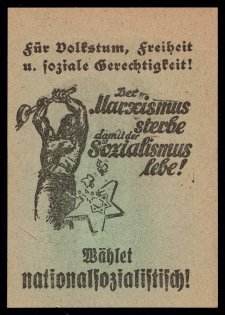 Für Volkstum, Freiheit
u. soziale Gerechtigkeit!
Der
Marxismus
sterbe
damit der
Sozialismus
lebe!
Wählet
nationalsozialistisch!